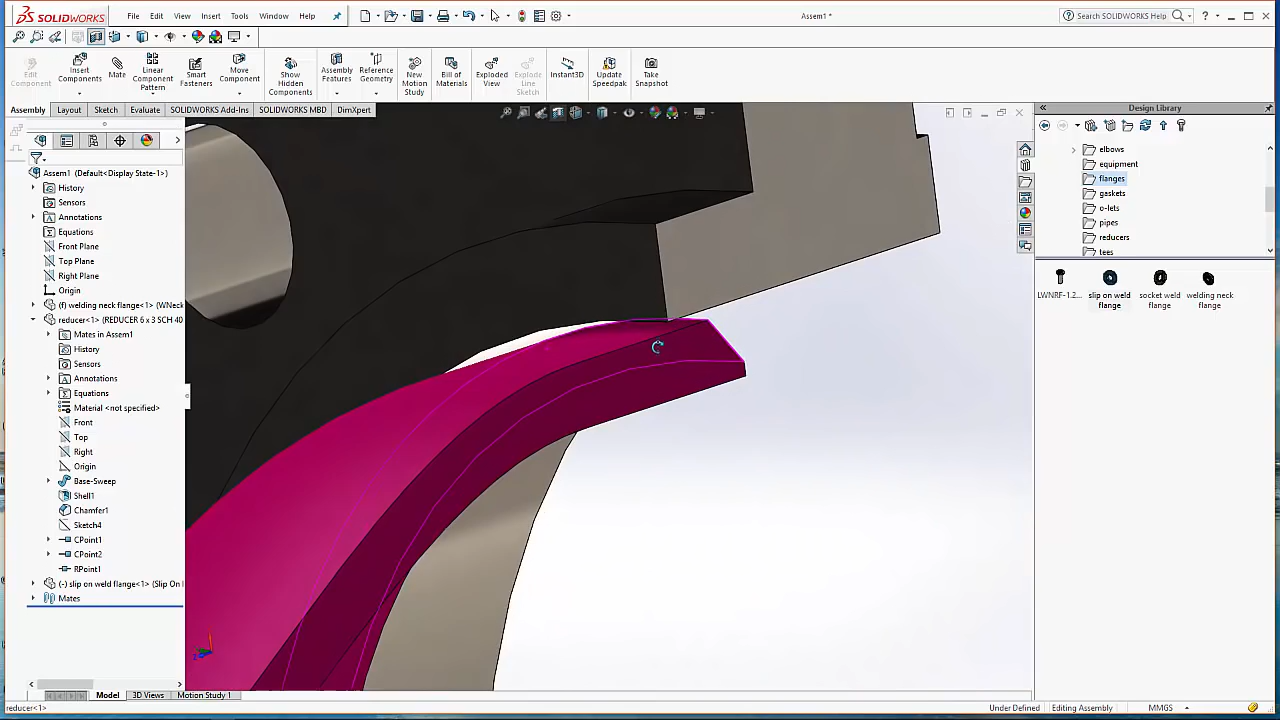 SOLIDWORKS File Edit View Insert Tools Window Help Assem1 * Search SOLIDWORKS Help
Edit Component
Insert Components
Mate
Linear Component Pattern
Smart Fasteners
Move Component
Show Hidden Components
Assembly Features
Reference Geometry
New Motion Study
Bill of Materials
Exploded View
Explode Line Sketch
Instant3D
Update Speedpak
Take Snapshot
Assembly Layout Sketch Evaluate SOLIDWORKS Add-Ins SOLIDWORKS MBD DimXpert
Assem1 (Default<Display State-1>)
History
Sensors
Annotations
Equations
Front Plane
Top Plane
Right Plane
Origin
(f) welding neck flange<1> (WNeck
reducer<1> (REDUCER 6 x 3 SCH 40
Mates in Assem1
History
Sensors
Annotations
Equations
Material <not specified>
Front
Top
Right
Origin
Base-Sweep
Shell1
Chamfer1
Sketch4
CPoint1
CPoint2
RPoint1
(-) slip on weld flange<1> (Slip On
Mates
Design Library
elbows
equipment
flanges
gaskets
o-lets
pipes
reducers
tees
LWNRF-1.2...
slip on weld flange
socket weld flange
welding neck flange
Model 3D Views Motion Study 1
reducer<1> Under Defined Editing Assembly MMGS